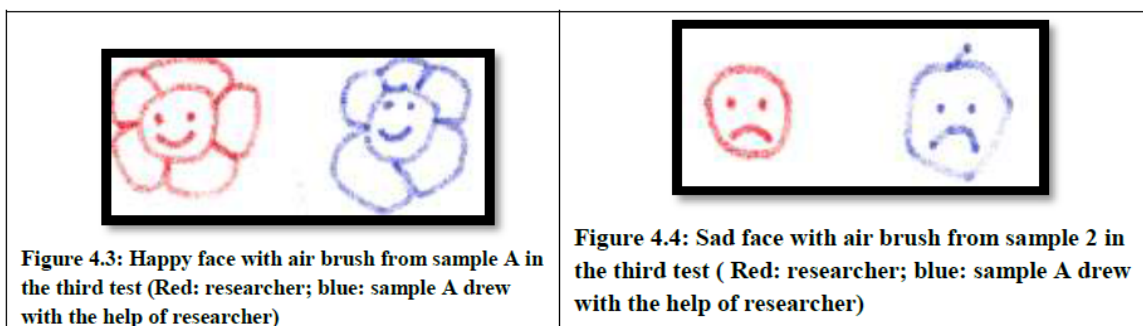 Figure 4.3: Happy face with air brush from sample A in
the third test (Red: researcher; blue: sample A drew
with the help of researcher)
Figure 4.4: Sad face with air brush from sample 2 in
the third test ( Red: researcher; blue: sample A drew
with the help of researcher)